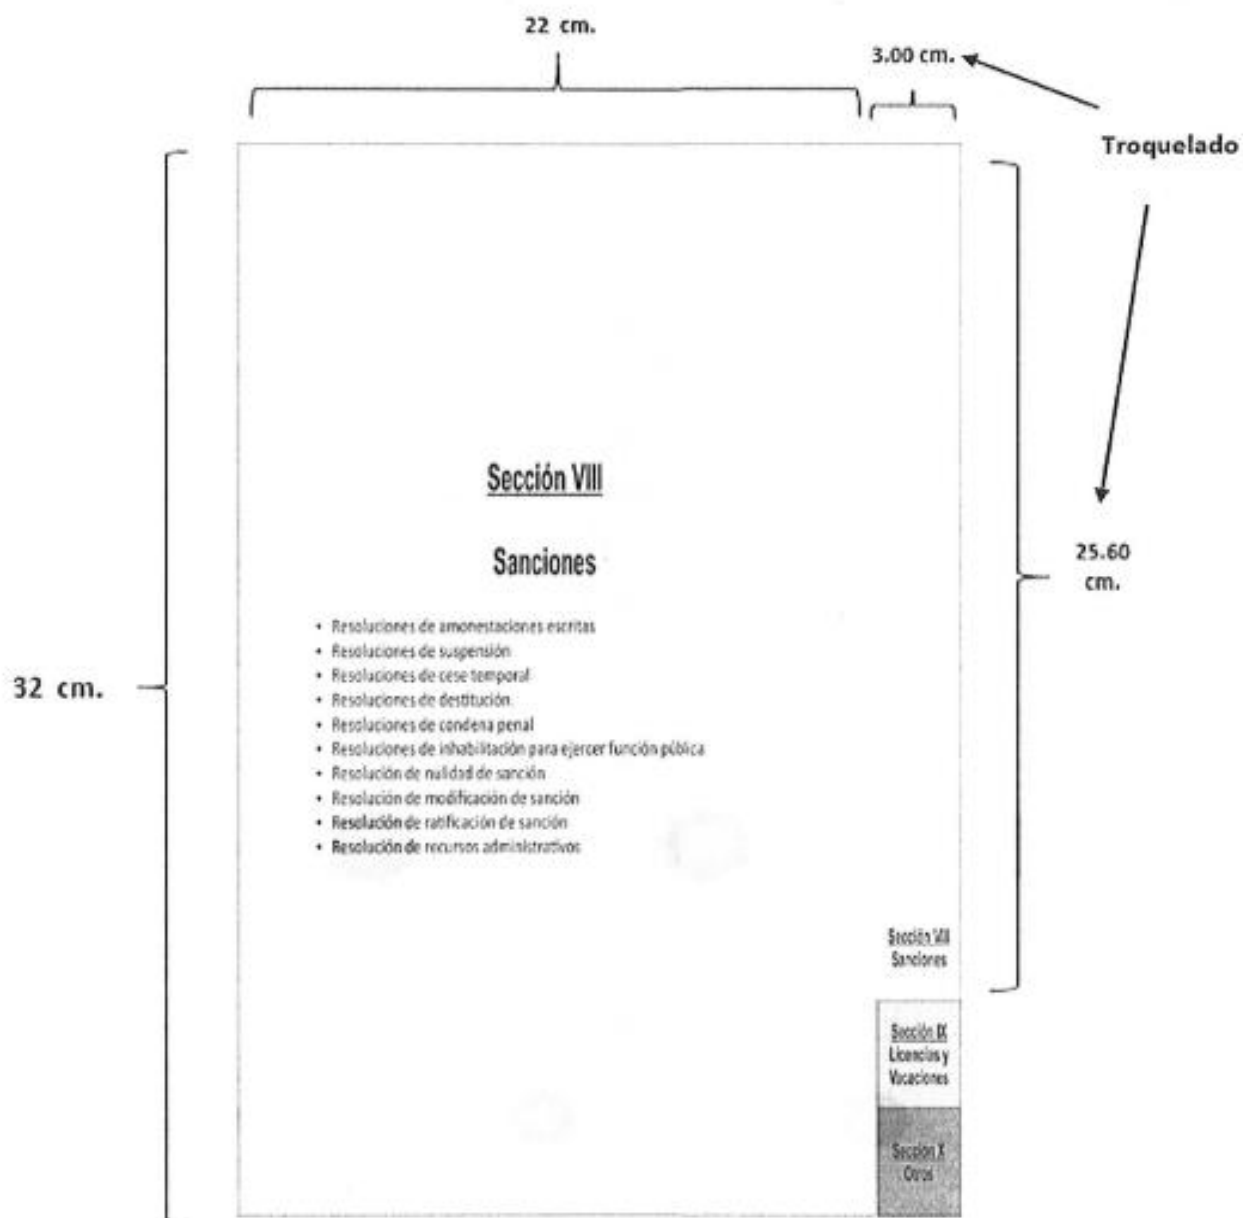 22 cm.
3.00 cm.
Troquelado
Sección VIII
Sanciones
• Resoluciones de amonestaciones escritas
• Resoluciones de suspensión
• Resoluciones de cese temporal
• Resoluciones de destitución
• Resoluciones de condena penal
• Resoluciones de inhabilitación para ejercer función pública
• Resolución de nulidad de sanción
• Resolución de modificación de sanción
• Resolución de ratificación de sanción
• Resolución de recursos administrativos
25.60
cm.
32 cm.
Sección VIII
Sanciones
Sección IX
Licencias y
Vacaciones
Sección X
Otros